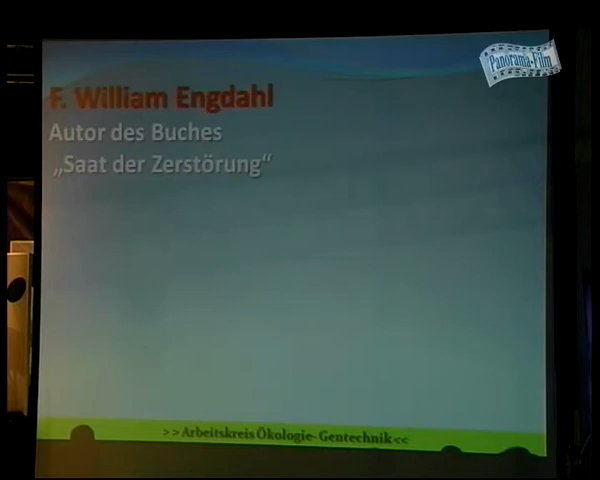 Panorama-Film
F. William Engdahl
Autor des Buches
„Saat der Zerstörung“
>>Arbeitskreis Ökologie-Gentechnik<<